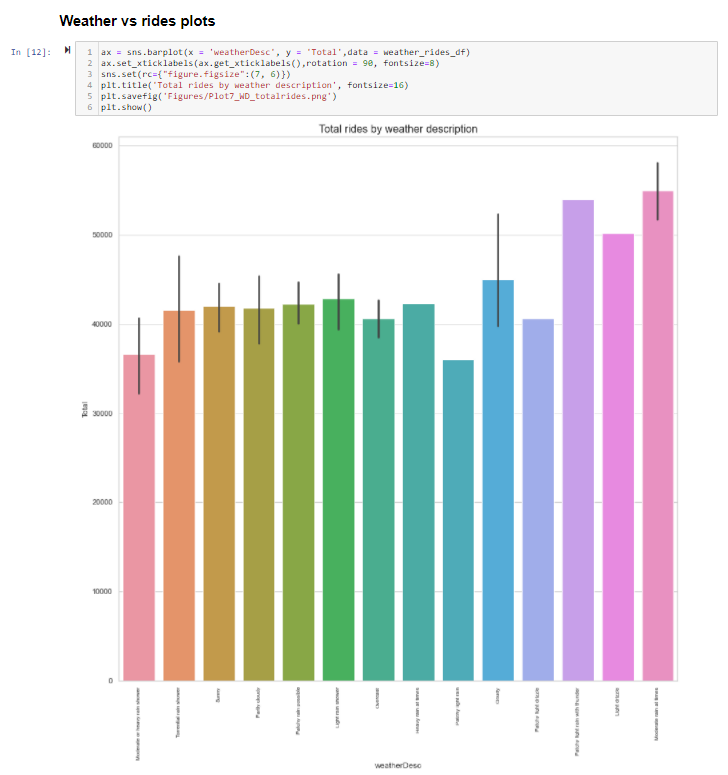 Weather vs rides plots
In [12]:
1 ax = sns.barplot(x = 'weatherDesc', y = 'Total',data = weather_rides_df)
2 ax.set_xticklabels(ax.get_xticklabels(),rotation = 90, fontsize=8)
3 sns.set(rc={"figure.figsize":(7, 6)})
4 plt.title('Total rides by weather description', fontsize=16)
5 plt.savefig('Figures/Plot7_WD_totalrides.png')
6 plt.show()
Total rides by weather description
60000
50000
40000
30000
20000
10000
0
Total
Moderate or heavy rain shower
Torrential rain shower
Sunny
Partly cloudy
Patchy rain possible
Light rain shower
Overcast
Heavy rain at times
Patchy light rain
Cloudy
Patchy light drizzle
Patchy light rain with thunder
Light drizzle
Moderate rain at times
weatherDesc